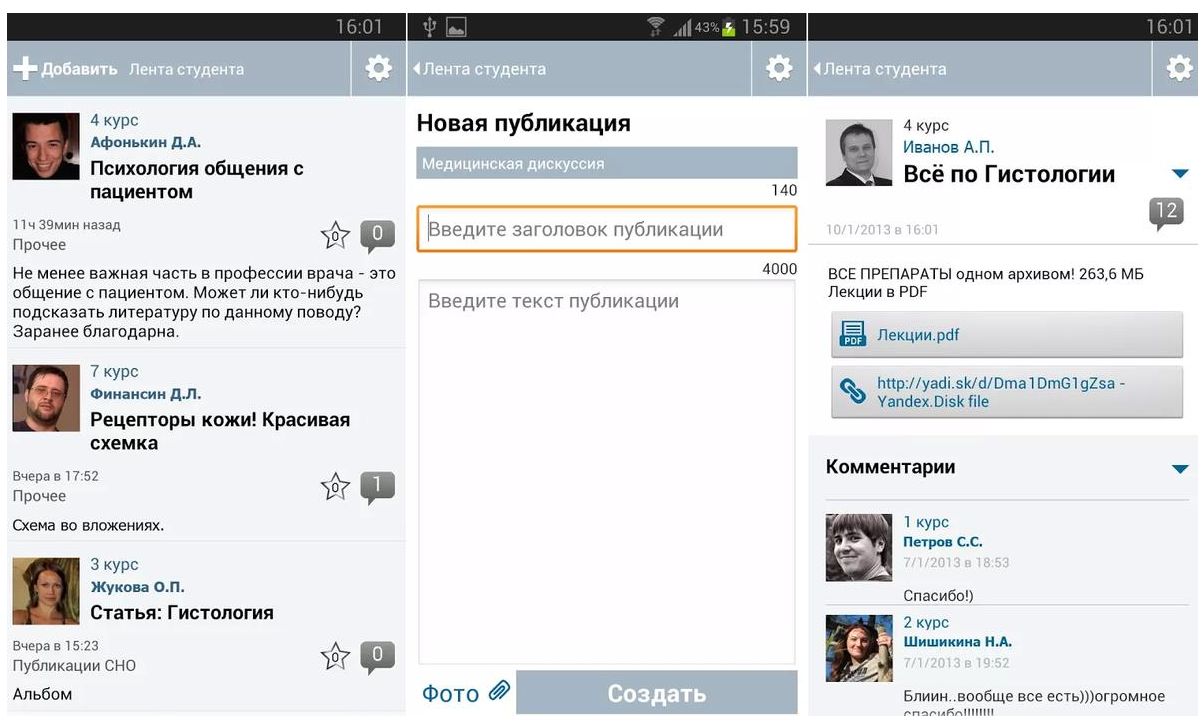 16:01
Добавить Лента студента
4 курс
Афонькин Д.А.
Психология общения с
пациентом
11ч 39мин назад
Прочее
0
0
Не менее важная часть в профессии врача - это
общение с пациентом. Может ли кто-нибудь
подсказать литературу по данному поводу?
Заранее благодарна.
7 курс
Финансин Д.Л.
Рецепторы кожи! Красивая
схемка
Вчера в 17:52
Прочее
0
1
Схема во вложениях.
3 курс
Жукова О.П.
Статья: Гистология
Вчера в 15:23
Публикации СНО
0
0
Альбом
43% 15:59
Лента студента
Новая публикация
Медицинская дискуссия
140
Введите заголовок публикации
4000
Введите текст публикации
Фото
Создать
16:01
Лента студента
4 курс
Иванов А.П.
Всё по Гистологии
12
10/1/2013 в 16:01
ВСЕ ПРЕПАРАТЫ одном архивом! 263,6 МБ
Лекции в PDF
PDF
Лекции.pdf
http://yadi.sk/d/Dma1DmG1gZsa -
Yandex.Disk file
Комментарии
1 курс
Петров С.С.
7/1/2013 в 18:53
Спасибо!)
2 курс
Шишикина Н.А.
7/1/2013 в 19:52
Блиин..вообще все есть)))огромное
спасибо!!!!!!!!